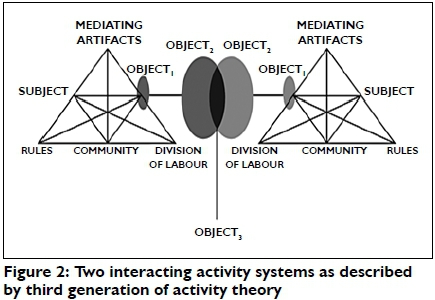 MEDIATING
ARTIFACTS
OBJECT2 OBJECT2
MEDIATING
ARTIFACTS
OBJECT1
OBJECT1
SUBJECT
SUBJECT
RULES COMMUNITY DIVISION
OF LABOUR
DIVISION
OF LABOUR
COMMUNITY RULES
OBJECT3
Figure 2: Two interacting activity systems as described
by third generation of activity theory